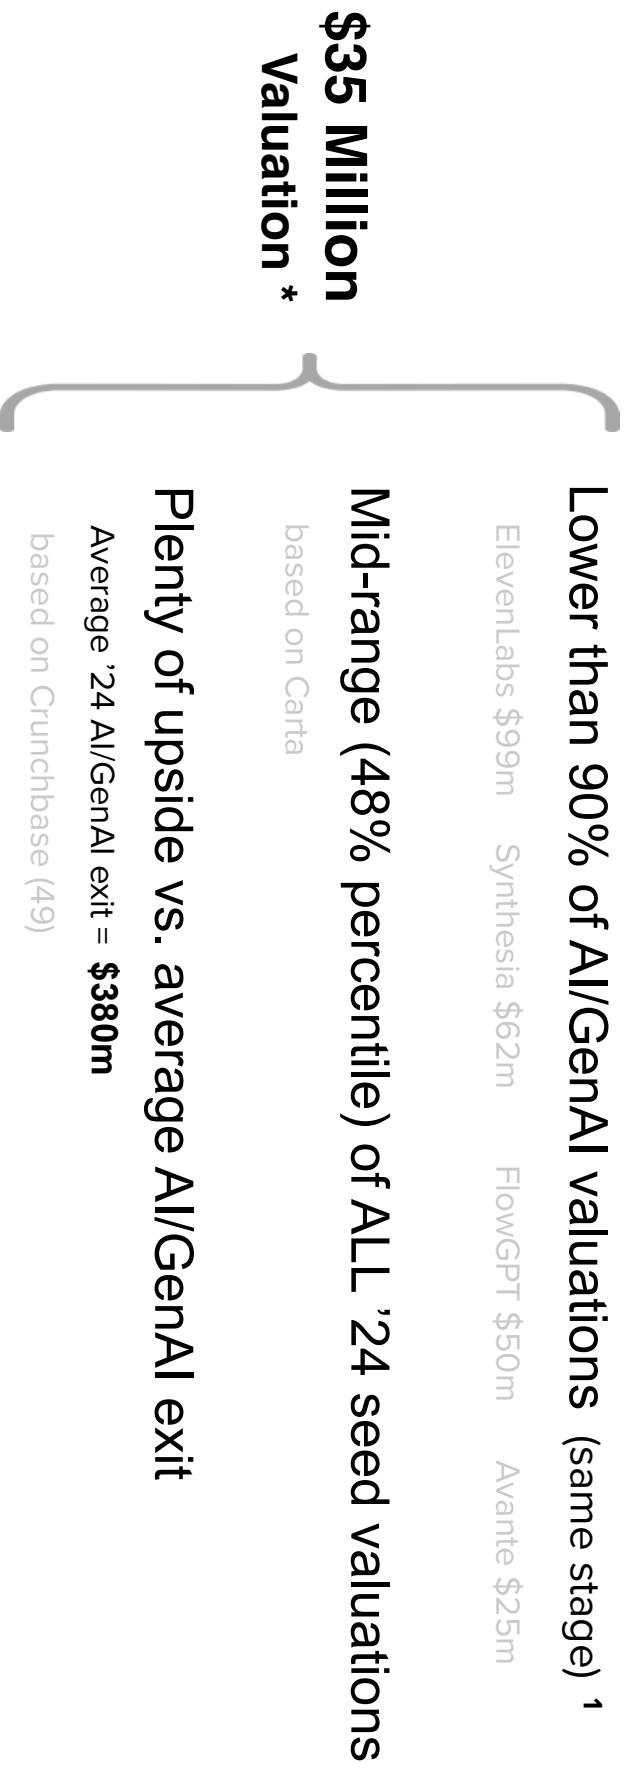 $35 Million
Valuation *
Lower than 90% of AI/GenAI valuations (same stage) 1
ElevenLabs $99m Synthesia $62m FlowGPT $50m Avante $25m
Mid-range (48% percentile) of ALL ’24 seed valuations
based on Carta
Plenty of upside vs. average AI/GenAI exit
Average ’24 AI/GenAI exit = $380m
based on Crunchbase (49)